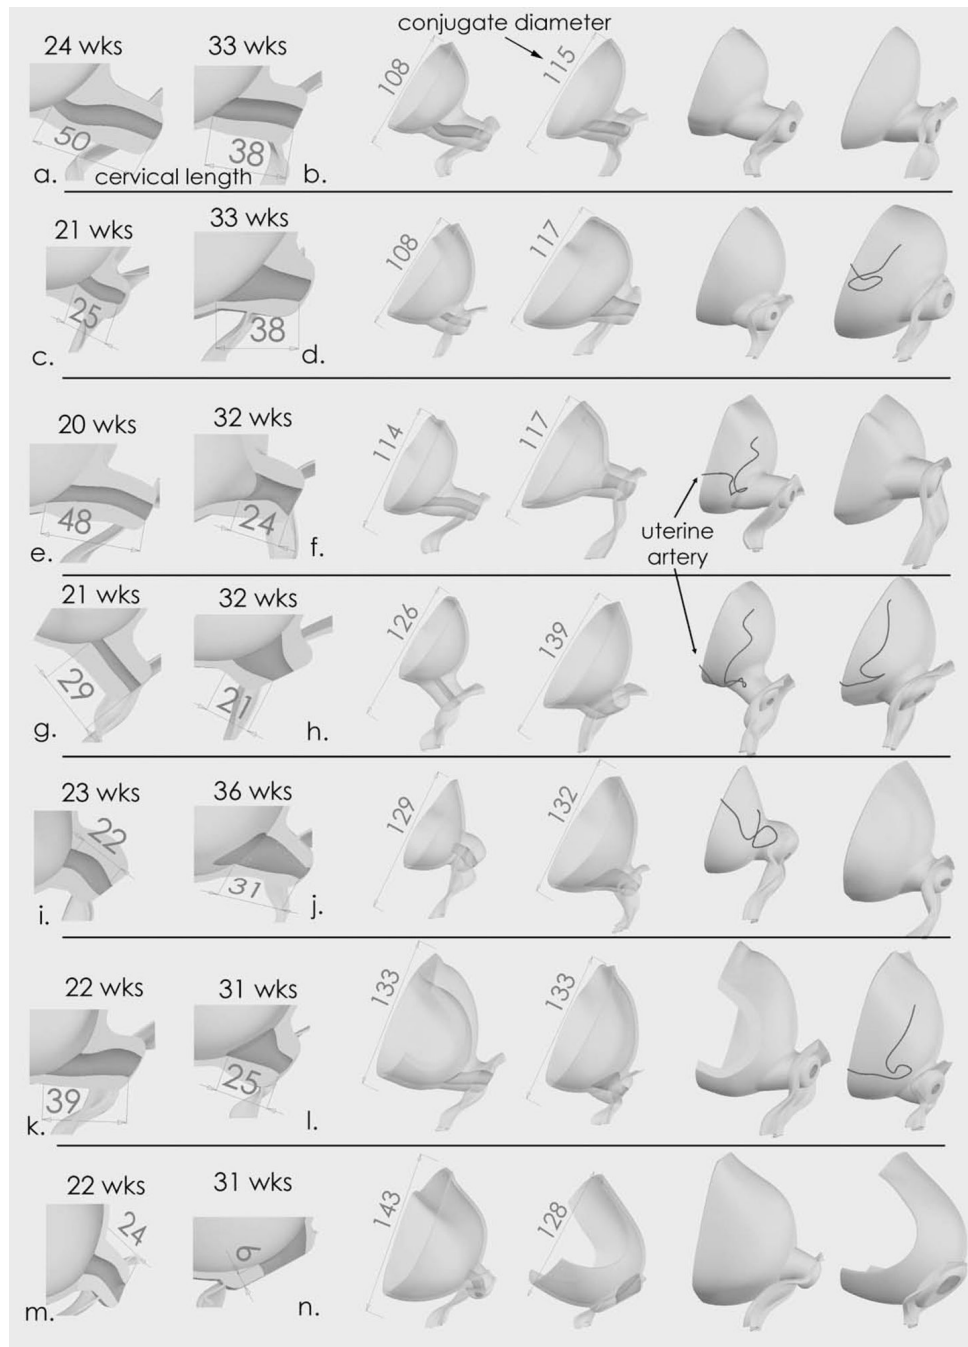 conjugate diameter
24 wks 33 wks
108 115
50 38
a. cervical length b.
21 wks 33 wks
108 117
25 38
c. d.
20 wks 32 wks
114 117
48 24
uterine
artery
e. f.
21 wks 32 wks
126 139
29 21
g. h.
23 wks 36 wks
22 129 132
31
i. j.
22 wks 31 wks
133 133
39 25
k. l.
22 wks 31 wks
24 143 128
6
m. n.